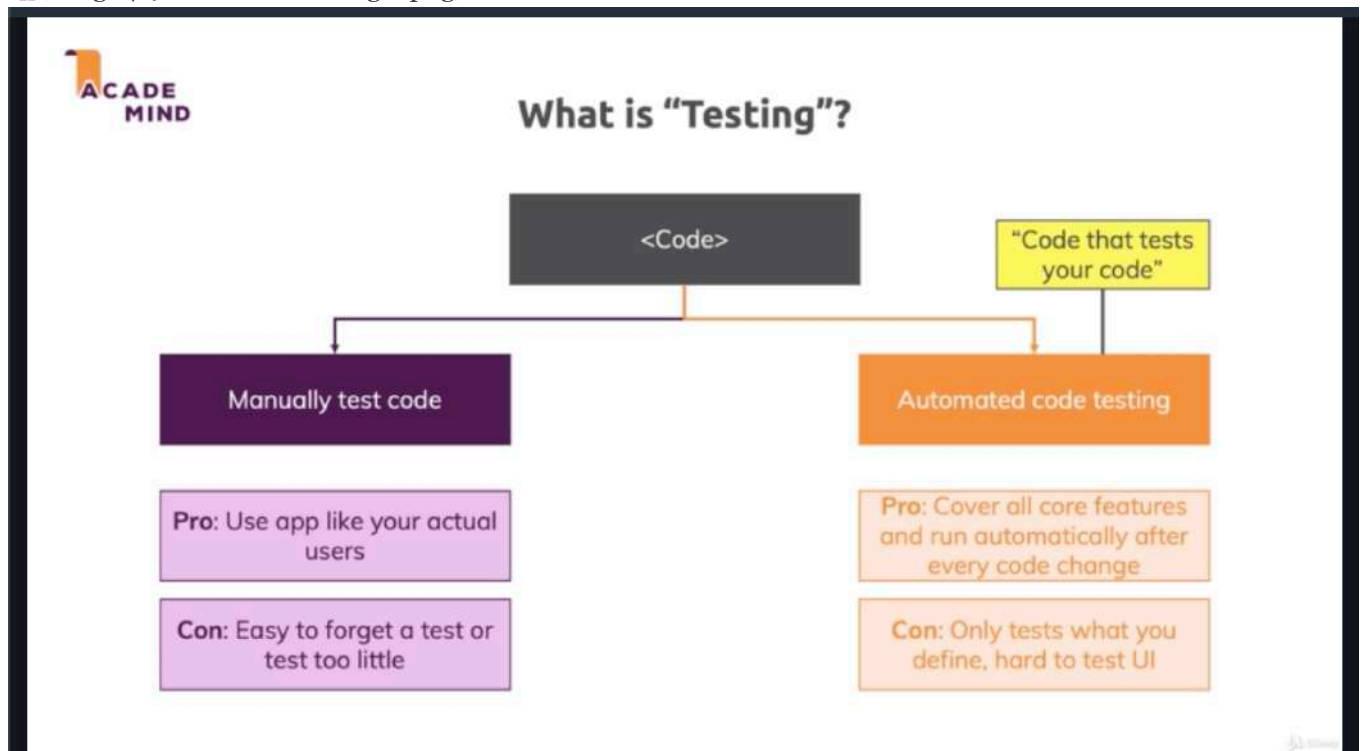 ACADE
MIND
What is “Testing”?
<Code>
“Code that tests
your code”
Manually test code
Automated code testing
Pro: Use app like your actual
users
Pro: Cover all core features
and run automatically after
every code change
Con: Easy to forget a test or
test too little
Con: Only tests what you
define, hard to test UI